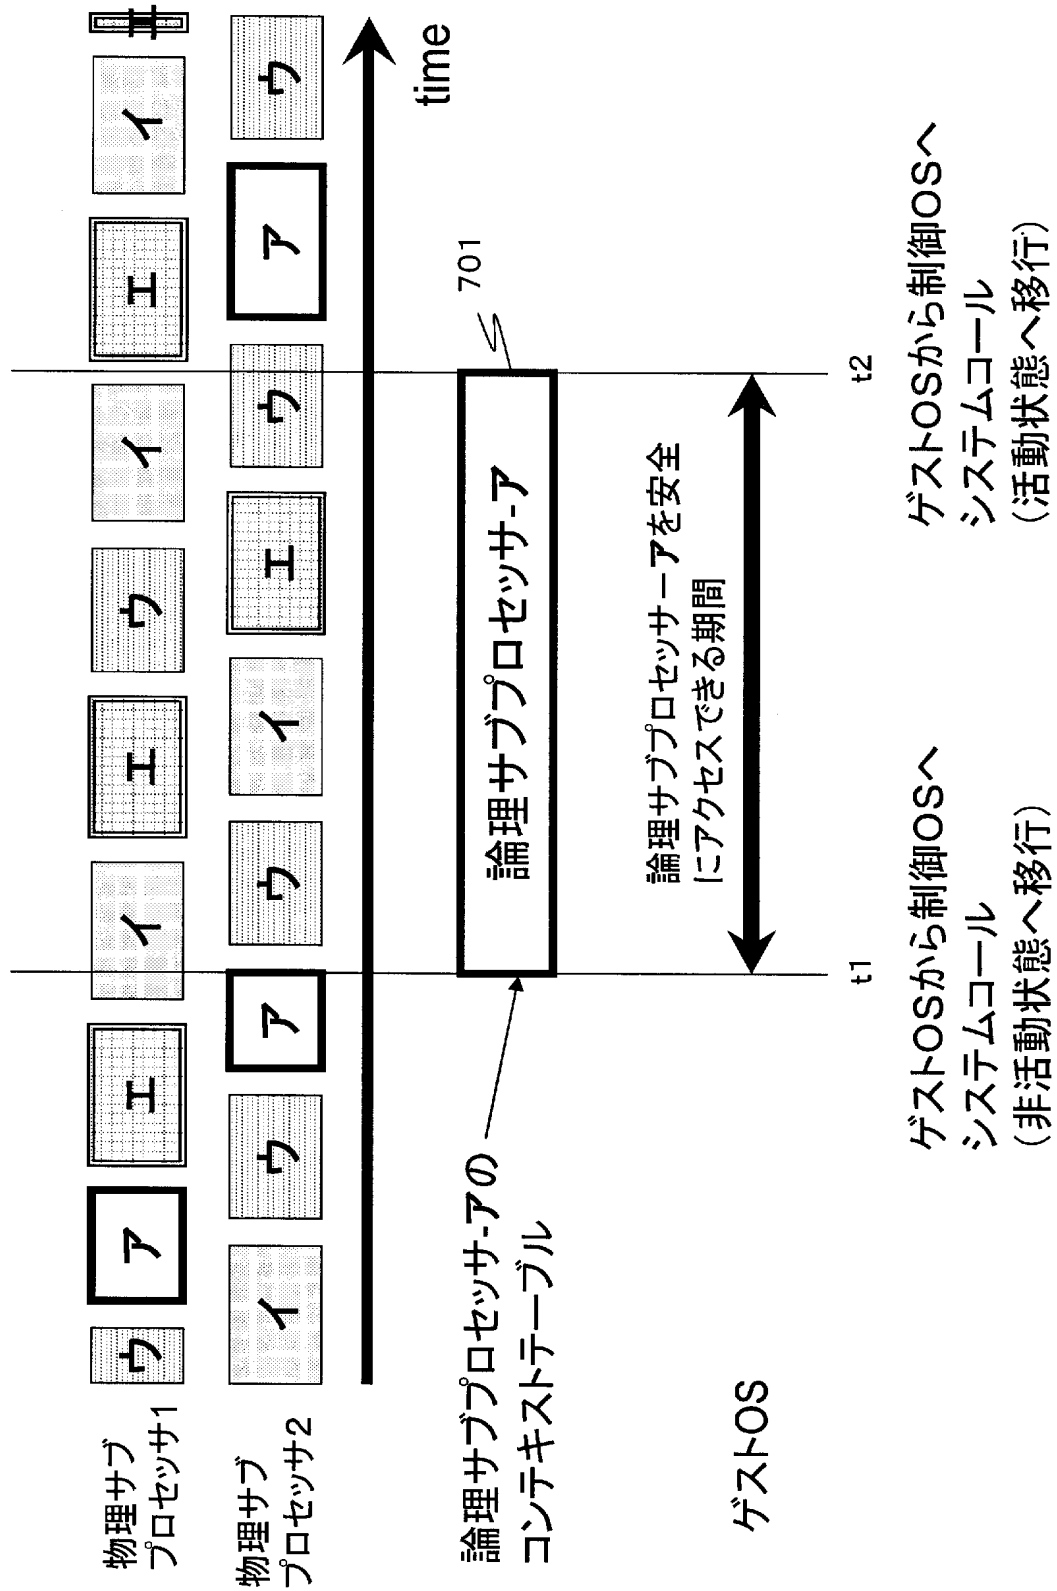 物理サブ
プロセッサ1
ウ ア エ イ エ ウ イ エ イ エ
物理サブ
プロセッサ2
イ ウ ア ウ イ エ ウ ア ウ
time
論理サブプロセッサ-アの
コンテキストテーブル
論理サブプロセッサ-ア
701
論理サブプロセッサーアを安全
にアクセスできる期間
ゲストOS
t1
t2
ゲストOSから制御OSへ
システムコール
(非活動状態へ移行)
ゲストOSから制御OSへ
システムコール
(活動状態へ移行)